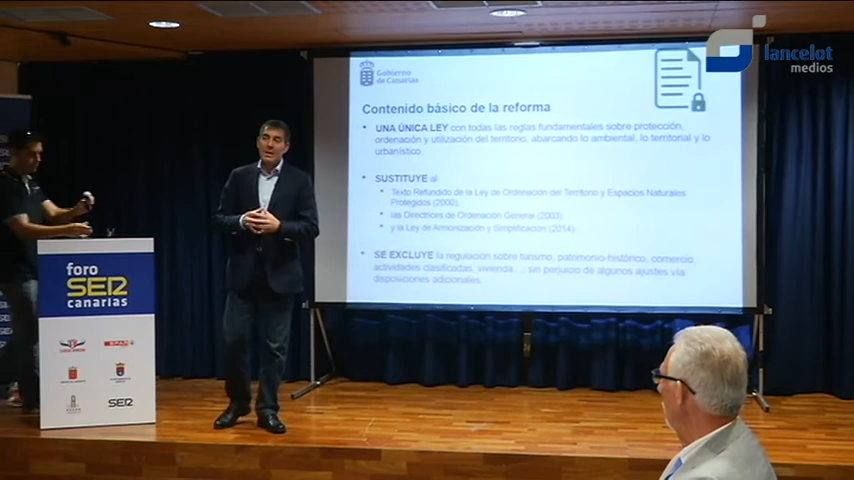 lancelot
medios
Gobierno
de Canarias
Contenido básico de la reforma
UNA ÚNICA LEY con todas las reglas fundamentales sobre protección,
ordenación y utilización del territorio, abarcando lo ambiental, lo territorial y lo
urbanístico.
SUSTITUYE al
Texto Refundido de la Ley de Ordenación del Territorio y Espacios Naturales
Protegidos (2000).
las Directrices de Ordenación General (2003).
y la Ley de Armonización y Simplificación (2014).
SE EXCLUYE la regulación sobre turismo, patrimonio-histórico, comercio,
actividades clasificadas, vivienda…, sin perjuicio de algunos ajustes vía
disposiciones adicionales.
foro
SER
canarias
SPAR
SER